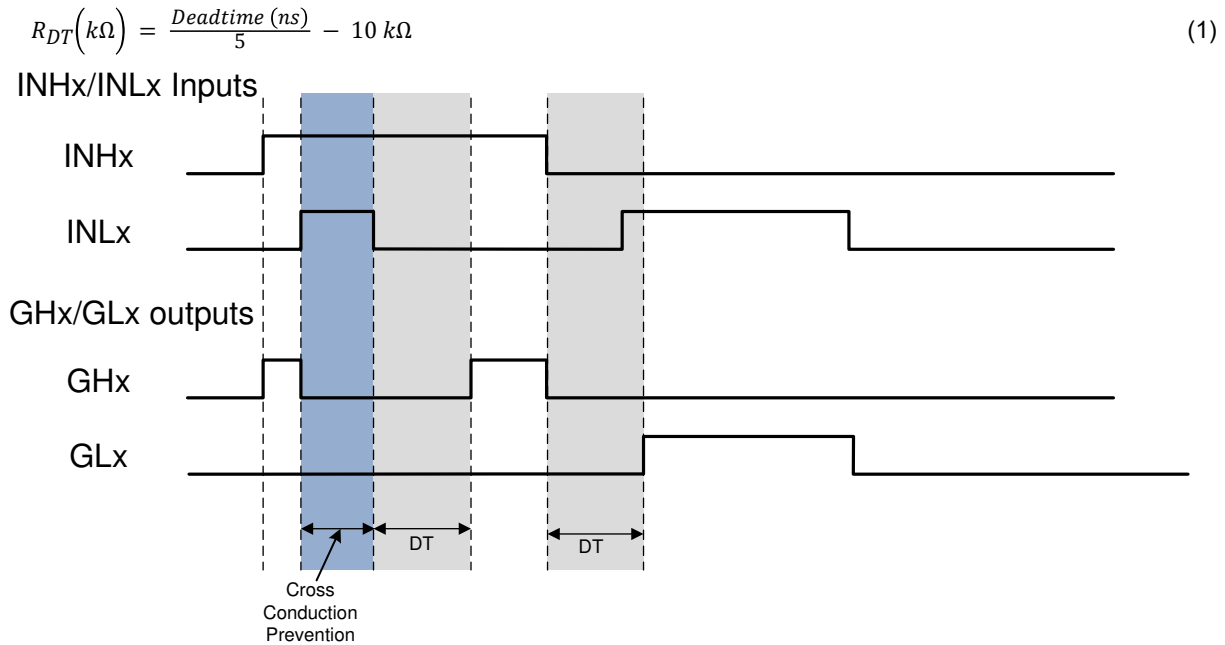 R_DT(kΩ) = Deadtime (ns)/5 − 10 kΩ (1)
INHx/INLx Inputs
INHx
INLx
GHx/GLx outputs
GHx
GLx
DT
DT
Cross
Conduction
Prevention